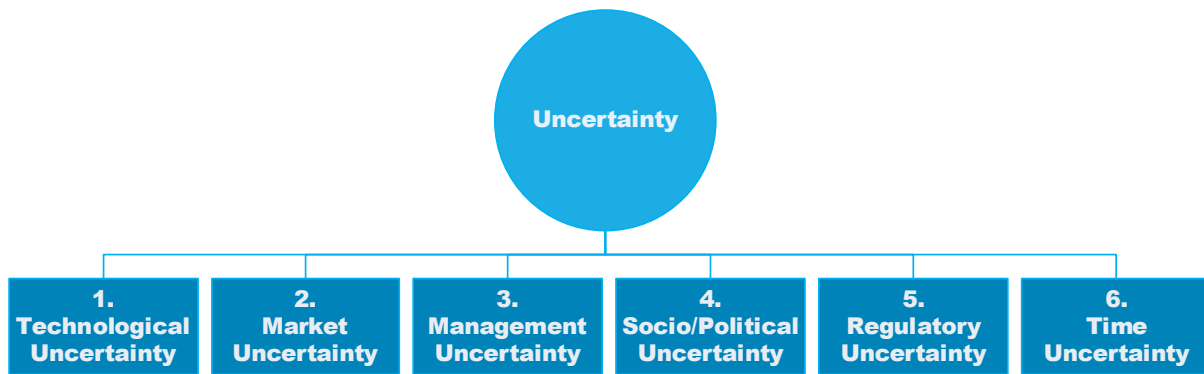 Uncertainty
1.
Technological
Uncertainty
2.
Market
Uncertainty
3.
Management
Uncertainty
4.
Socio/Political
Uncertainty
5.
Regulatory
Uncertainty
6.
Time
Uncertainty